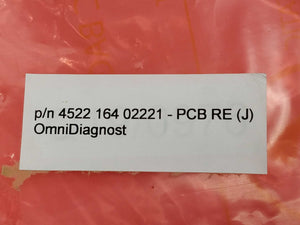 p/n 4522 164 02221 - PCB RE (J)
OmniDiagnost